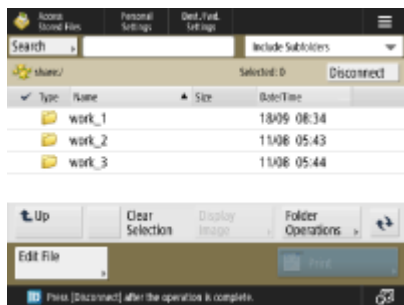 Access Stored Files
Personal Settings
Dest./Fwd. Settings
Search
Include Subfolders
share:/
Selected: 0
Disconnect
Type Name Size Date/Time
work_1 18/09 08:34
work_2 11/08 05:43
work_3 11/08 05:44
Up
Clear Selection
Display Image
Folder Operations
Edit File
Print
ID Press [Disconnect] after the operation is complete.